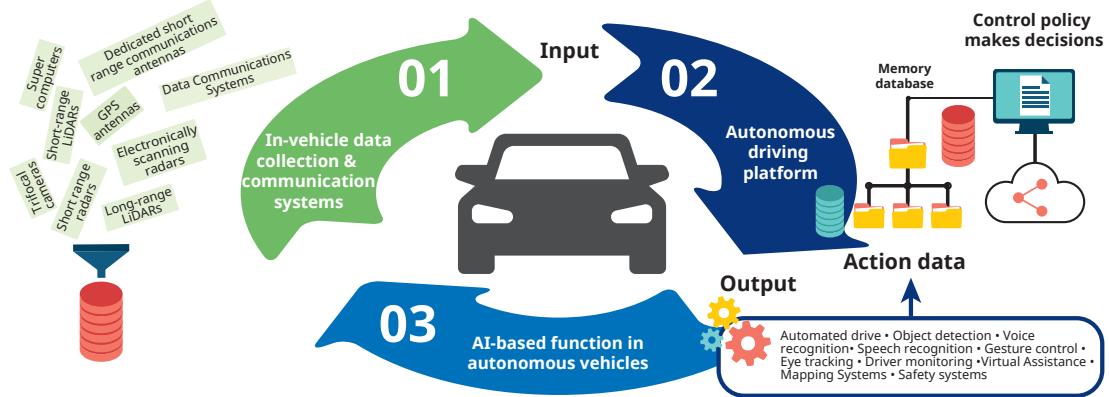 Super
computers
Dedicated short
range communications
antennas
Data Communications
Systems
Short-range
LiDARs
GPS
antennas
Electronically
scanning
radars
Trifocal
cameras
Short range
radars
Long-range
LiDARs
01
In-vehicle data
collection &
communication
systems
Input
02
Autonomous
driving
platform
Control policy
makes decisions
Memory
database
Action data
Output
03
AI-based function in
autonomous vehicles
Automated drive • Object detection • Voice
recognition• Speech recognition • Gesture control •
Eye tracking • Driver monitoring •Virtual Assistance •
Mapping Systems • Safety systems